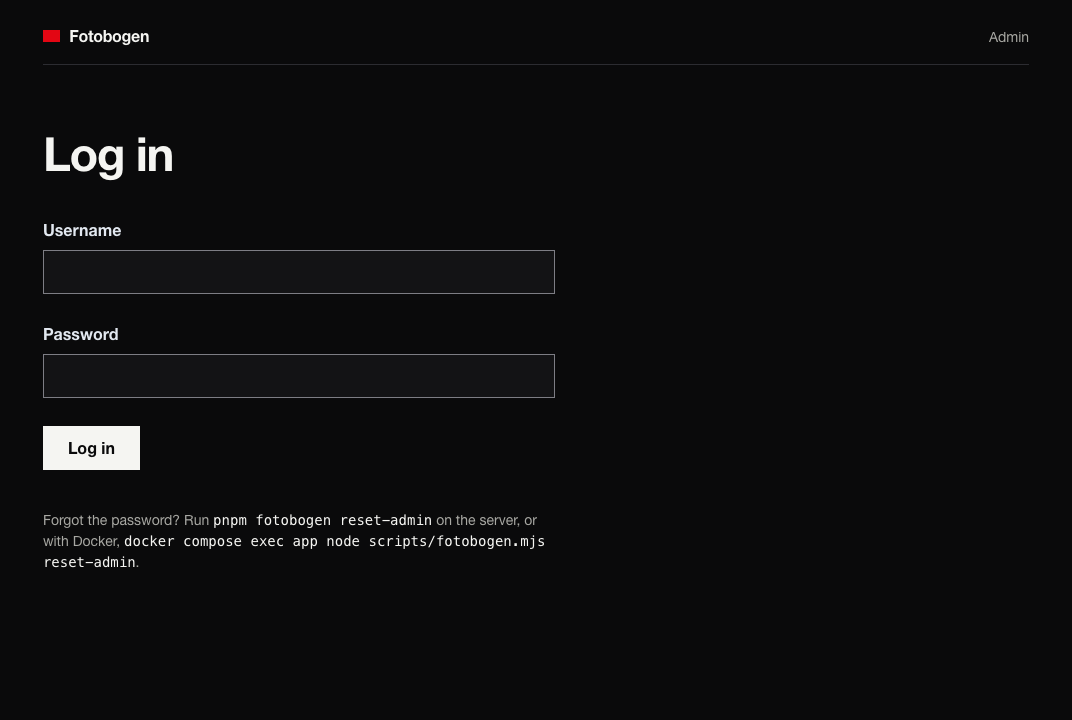 Fotobogen
Admin
Log in
Username
Password
Log in
Forgot the password? Run pnpm fotobogen reset-admin on the server, or
with Docker, docker compose exec app node scripts/fotobogen.mjs
reset-admin.